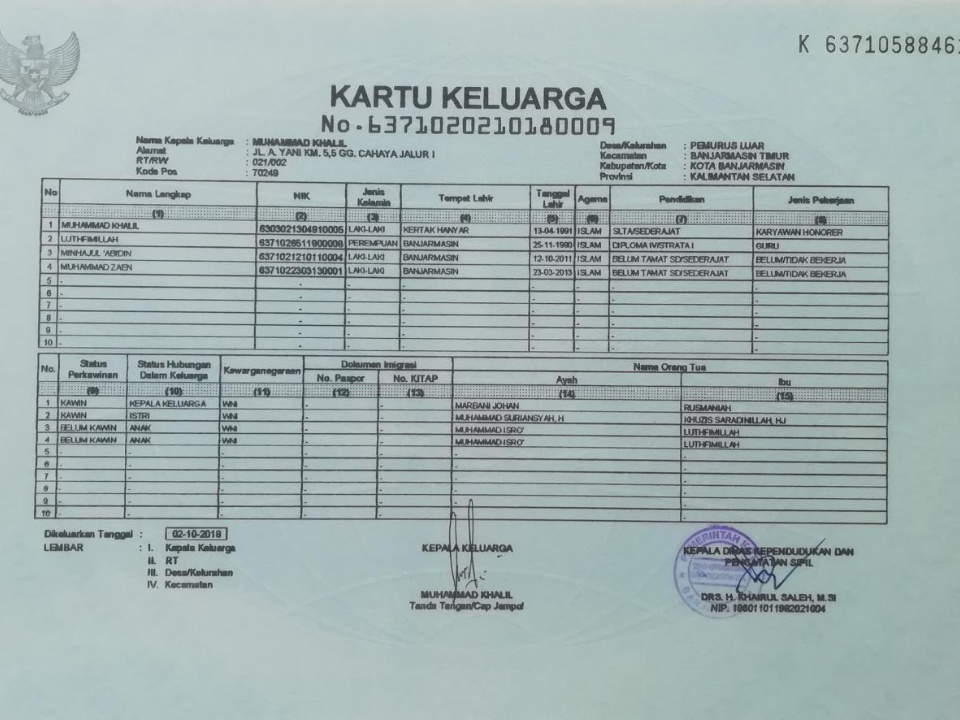 K 63710588461
KARTU KELUARGA
No. 6371020210180009
Nama Kepala Keluarga : MUHAMMAD KHALIL
Alamat : JL. A. YANI KM. 5,5 GG. CAHAYA JALUR I
RT/RW : 021/002
Kode Pos : 70249
Desa/Kelurahan : PEMURUS LUAR
Kecamatan : BANJARMASIN TIMUR
Kabupaten/Kota : KOTA BANJARMASIN
Provinsi : KALIMANTAN SELATAN
No Nama Lengkap NIK Jenis Kelamin Tempat Lahir Tanggal Lahir Agama Pendidikan Jenis Pekerjaan
(1) (2) (3) (4) (5) (6) (7) (8)
1 MUHAMMAD KHALIL 6303021304910005 LAKI-LAKI KERTAK HANYAR 13-04-1991 ISLAM SLTA/SEDERAJAT KARYAWAN HONORER
2 LUTHFIMILLAH 6371026511900008 PEREMPUAN BANJARMASIN 25-11-1990 ISLAM DIPLOMA IV/STRATA I GURU
3 MINHAJUL 'ABIDIN 6371021210110004 LAKI-LAKI BANJARMASIN 12-10-2011 ISLAM BELUM TAMAT SD/SEDERAJAT BELUM/TIDAK BEKERJA
4 MUHAMMAD ZAEN 6371022303130001 LAKI-LAKI BANJARMASIN 23-03-2013 ISLAM BELUM TAMAT SD/SEDERAJAT BELUM/TIDAK BEKERJA
5 - - - - - - - -
6 - - - - - - - -
7 - - - - - - - -
8 - - - - - - - -
9 - - - - - - - -
10 - - - - - - - -
No. Status Perkawinan Status Hubungan Dalam Keluarga Kewarganegaraan Dokumen Imigrasi Nama Orang Tua
No. Paspor No. KITAP Ayah Ibu
(9) (10) (11) (12) (13) (14) (15)
1 KAWIN KEPALA KELUARGA WNI - - MARBANI JOHAN RUSMANIAH
2 KAWIN ISTRI WNI - - MUHAMMAD SURIANSYAH, H KHUZIS SARADINILLAH, HJ
3 BELUM KAWIN ANAK WNI - - MUHAMMAD ISRO' LUTHFIMILLAH
4 BELUM KAWIN ANAK WNI - - MUHAMMAD ISRO' LUTHFIMILLAH
5 - - - - - - -
6 - - - - - - -
7 - - - - - - -
8 - - - - - - -
9 - - - - - - -
10 - - - - - - -
Dikeluarkan Tanggal : 02-10-2018
LEMBAR : I. Kepala Keluarga
II. RT
III. Desa/Kelurahan
IV. Kecamatan
KEPALA KELUARGA
MUHAMMAD KHALIL
Tanda Tangan/Cap Jempol
KEPALA DINAS KEPENDUDUKAN DAN
PENCATATAN SIPIL
DRS. H. KHAIRUL SALEH, M.SI
NIP. 196011011982021004
PEMERINTAH